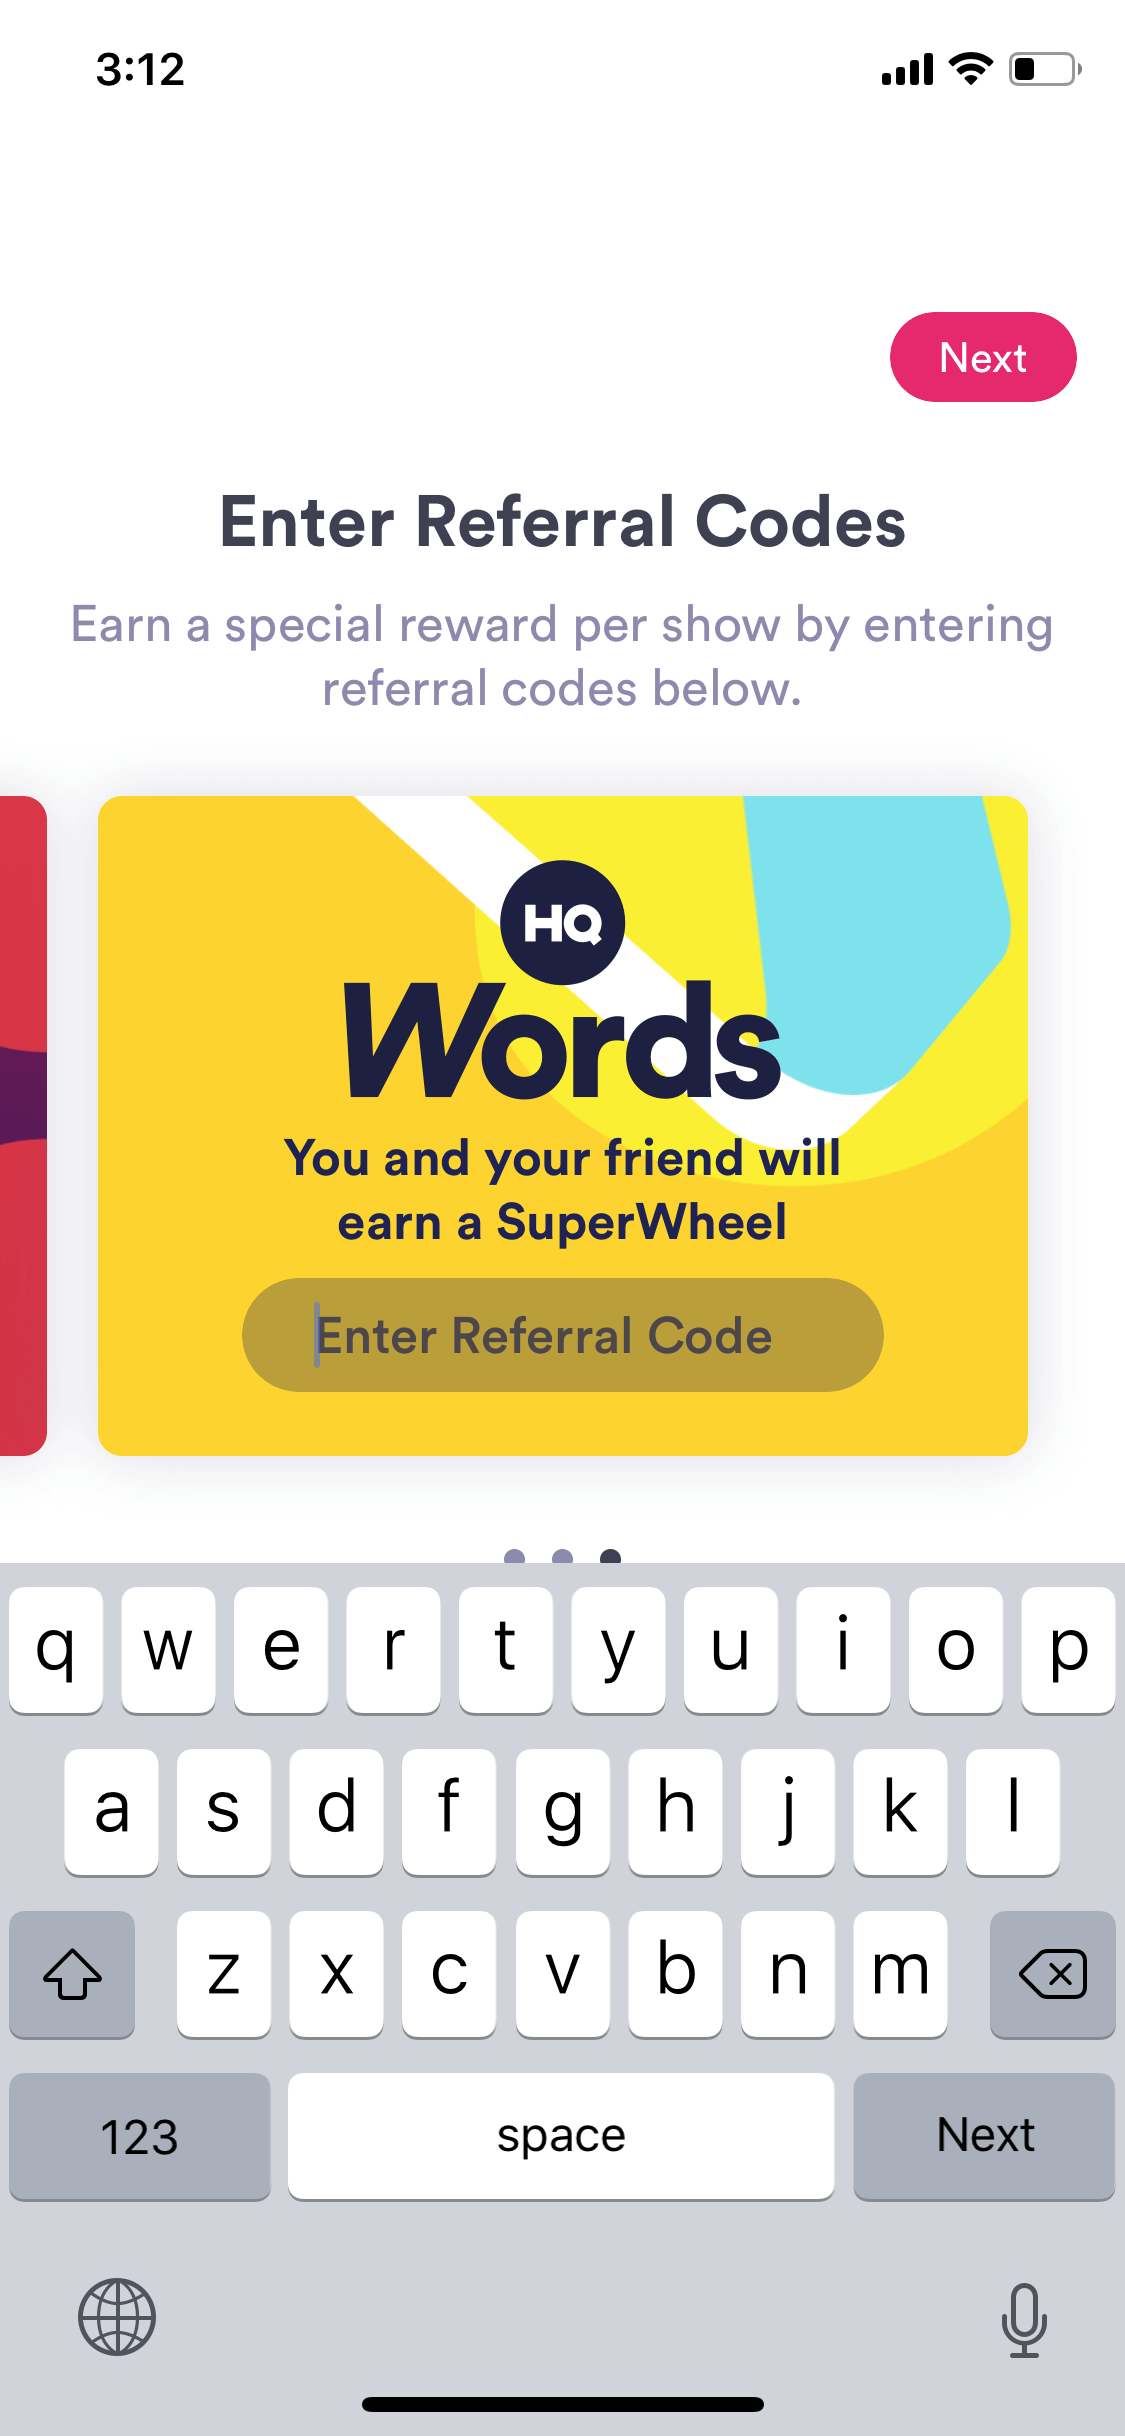 3:12
Next
Enter Referral Codes
Earn a special reward per show by entering
referral codes below.
HQ
Words
You and your friend will
earn a SuperWheel
Enter Referral Code
q w e r t y u i o p
a s d f g h j k l
z x c v b n m
123 space Next